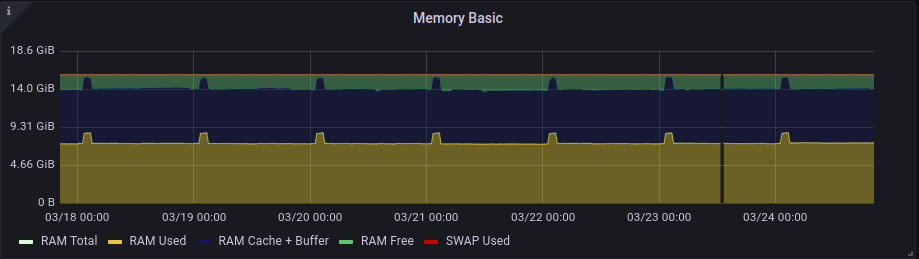 i
Memory Basic
18.6 GiB
14.0 GiB
9.31 GiB
4.66 GiB
0 B
03/18 00:00 03/19 00:00 03/20 00:00 03/21 00:00 03/22 00:00 03/23 00:00 03/24 00:00
RAM Total RAM Used RAM Cache + Buffer RAM Free SWAP Used